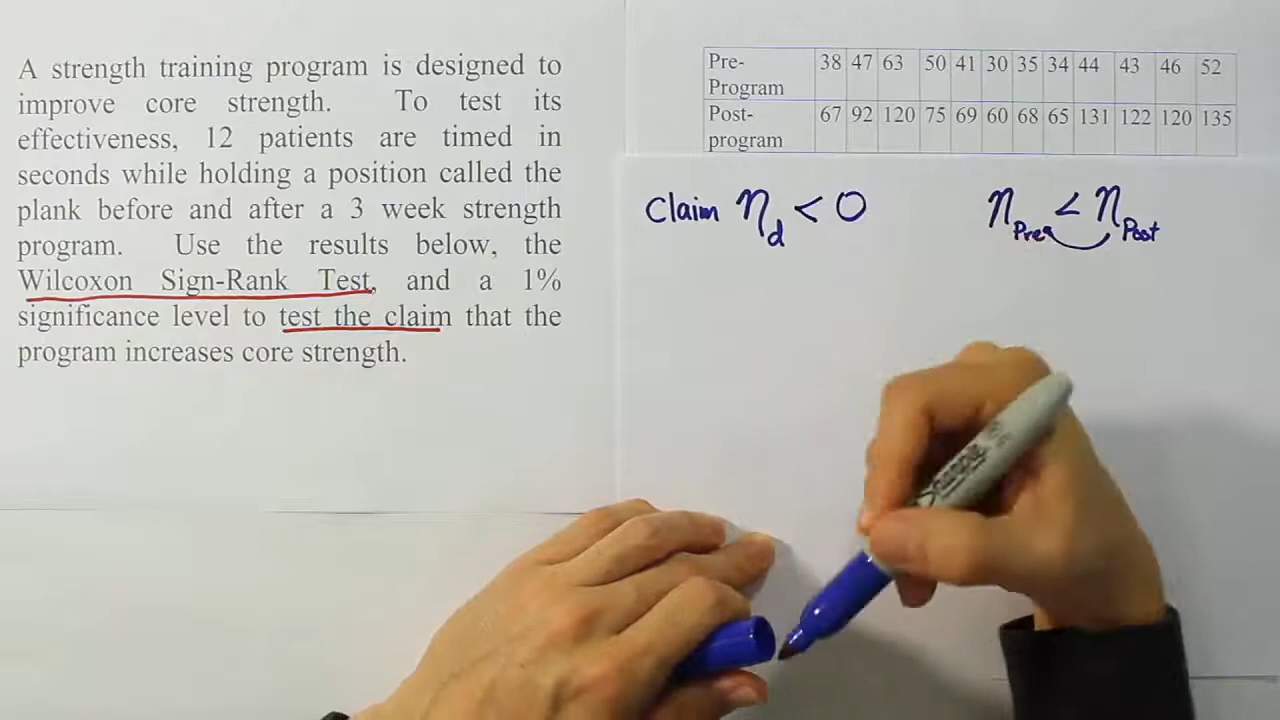 A strength training program is designed to
improve core strength. To test its
effectiveness, 12 patients are timed in
seconds while holding a position called the
plank before and after a 3 week strength
program. Use the results below, the
Wilcoxon Sign-Rank Test, and a 1%
significance level to test the claim that the
program increases core strength.
Pre-Program 38 47 63 50 41 30 35 34 44 43 46 52
Post-program 67 92 120 75 69 60 68 65 131 122 120 135
Claim η_d < 0
η_Pre < η_Post
Sharpie